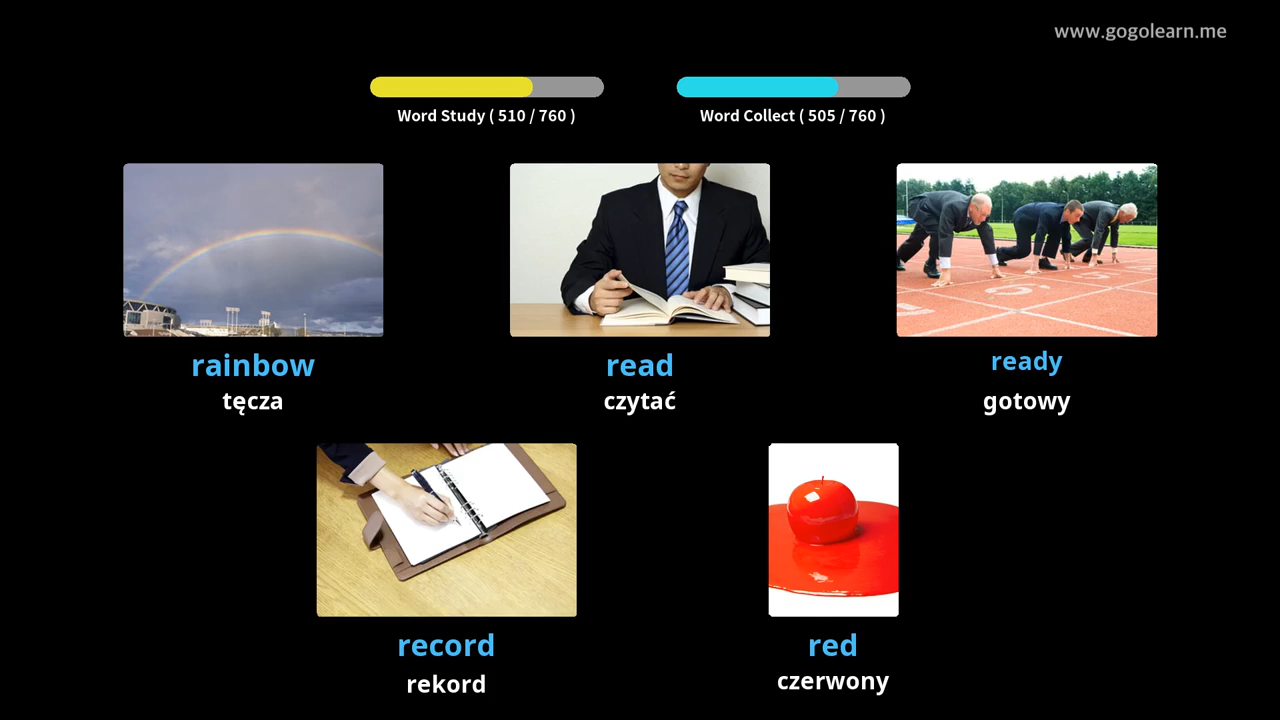 www.gogolearn.me
Word Study ( 510 / 760 )
Word Collect ( 505 / 760 )
rainbow
tęcza
read
czytać
ready
gotowy
record
rekord
red
czerwony